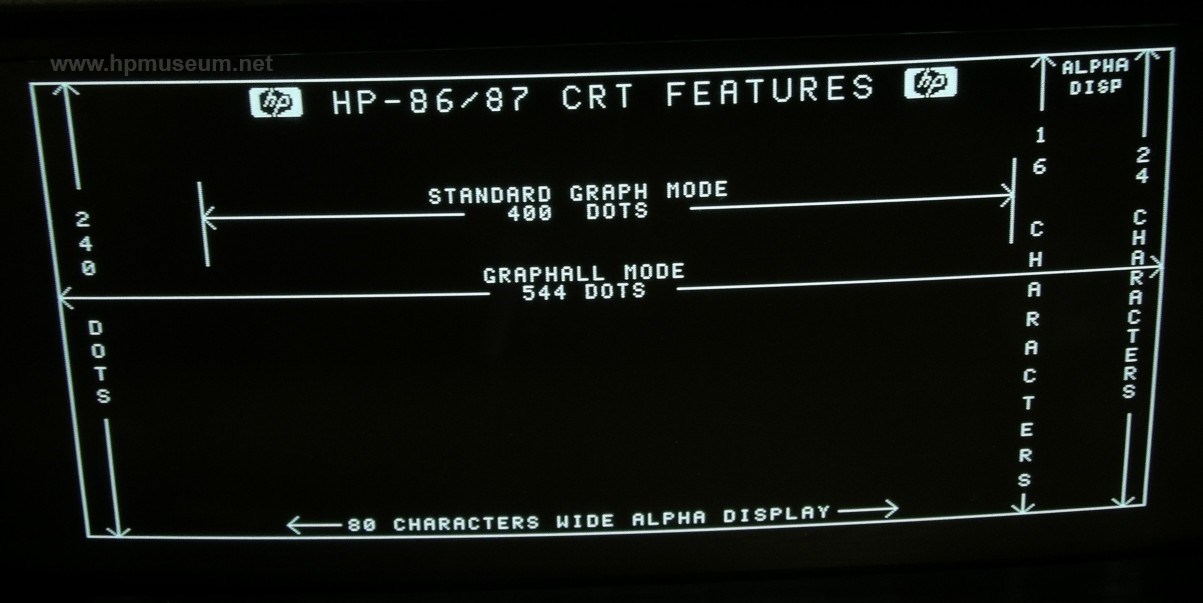 www.hpmuseum.net
hp HP-86/87 CRT FEATURES hp
ALPHA
DISP
STANDARD GRAPH MODE
400 DOTS
GRAPHALL MODE
544 DOTS
240 DOTS
16 CHARACTERS
24 CHARACTERS
80 CHARACTERS WIDE ALPHA DISPLAY